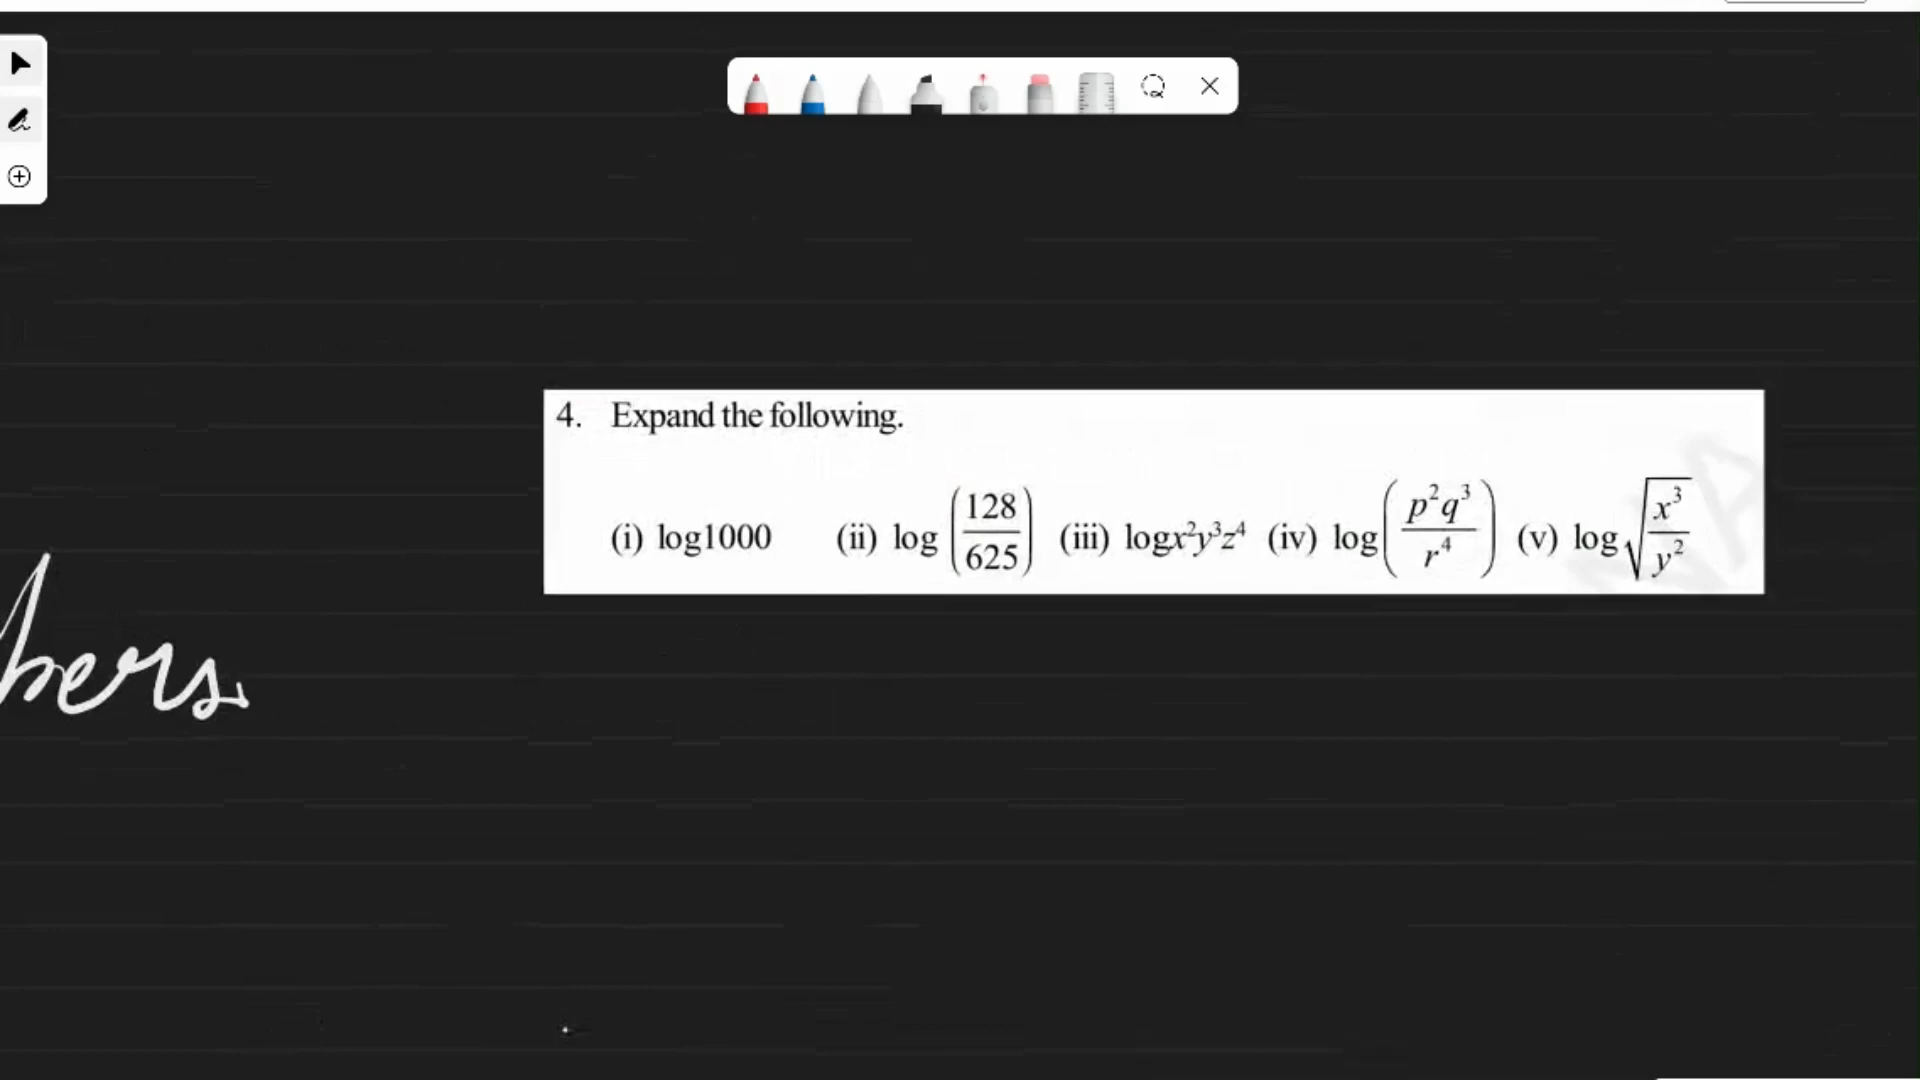 4. Expand the following.
(i) log1000 (ii) log (128/625) (iii) logx²y³z⁴ (iv) log(p²q³/r⁴) (v) log√(x³/y²)
bers